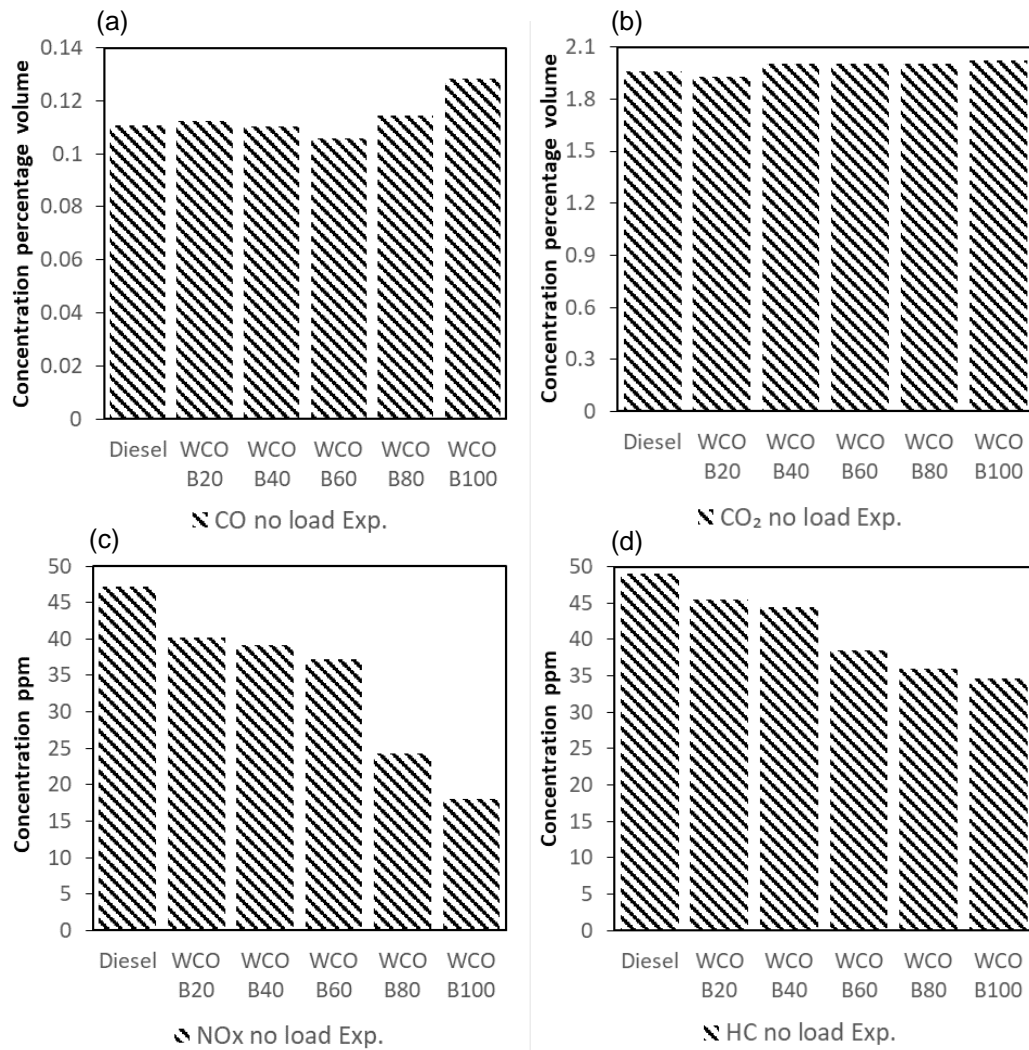 (a)
Concentration percentage volume
0.14
0.12
0.1
0.08
0.06
0.04
0.02
0
Diesel WCO WCO WCO WCO WCO
B20 B40 B60 B80 B100
CO no load Exp.
(b)
Concentration percentage volume
2.1
1.8
1.5
1.2
0.9
0.6
0.3
0
Diesel WCO WCO WCO WCO WCO
B20 B40 B60 B80 B100
CO₂ no load Exp.
(c)
Concentration ppm
50
45
40
35
30
25
20
15
10
5
0
Diesel WCO WCO WCO WCO WCO
B20 B40 B60 B80 B100
NOx no load Exp.
(d)
Concentration ppm
50
45
40
35
30
25
20
15
10
5
0
Diesel WCO WCO WCO WCO WCO
B20 B40 B60 B80 B100
HC no load Exp.